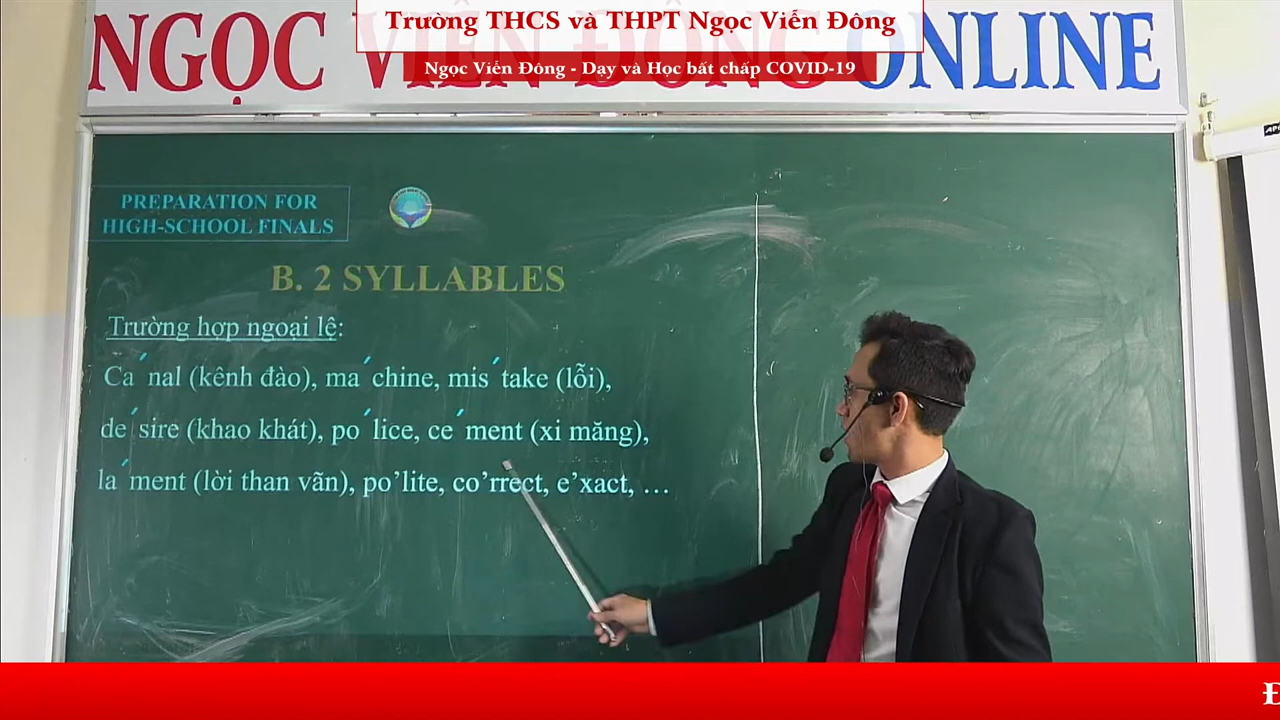 Trường THCS và THPT Ngọc Viễn Đông
NGỌC VIỄN ĐÔNG ONLINE
Ngọc Viễn Đông - Dạy và Học bất chấp COVID-19
PREPARATION FOR
HIGH-SCHOOL FINALS
B. 2 SYLLABLES
Trường hợp ngoại lệ:
Ca ́ nal (kênh đào), ma ́ chine, mis ́ take (lỗi),
de ́ sire (khao khát), po ́ lice, ce ́ ment (xi măng),
la ́ ment (lời than vãn), po’lite, co’rrect, e’xact, …